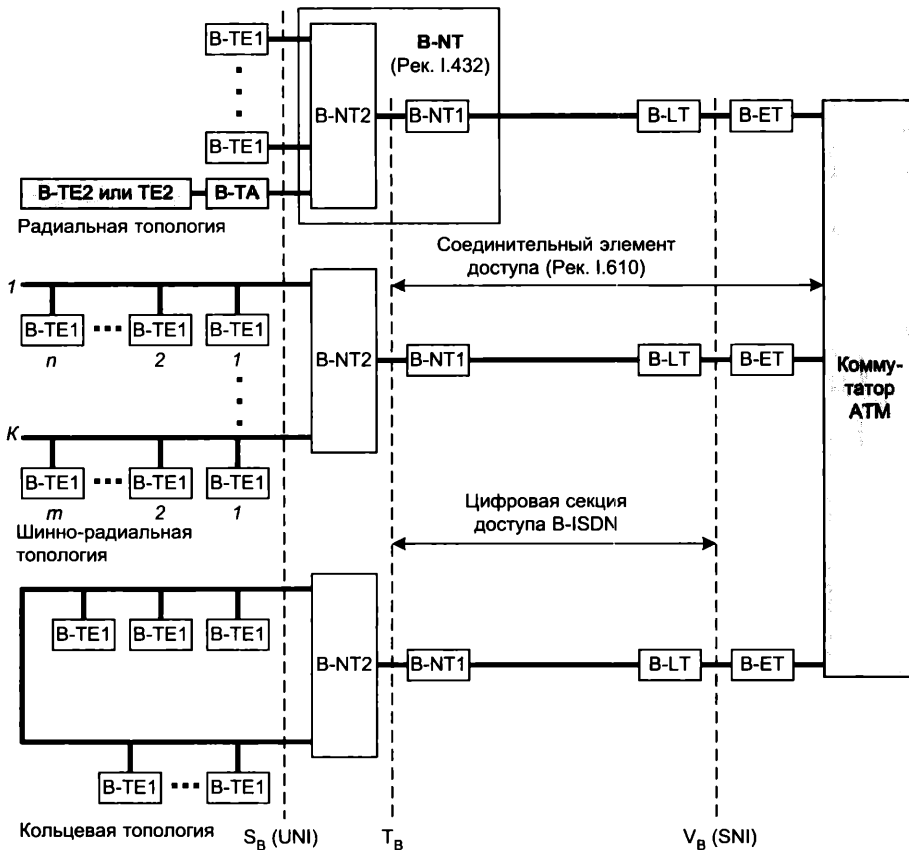 B-TE1
B-NT
(Рек. I.432)
B-NT2
B-NT1
B-LT
B-ET
B-TE1
B-TE2 или TE2
B-TA
Радиальная топология
Соединительный элемент
доступа (Рек. I.610)
1
B-TE1
B-TE1
B-TE1
n
2
1
B-NT2
B-NT1
B-LT
B-ET
Комму-
татор
ATM
K
B-TE1
B-TE1
B-TE1
m
2
1
Шинно-радиальная
топология
Цифровая секция
доступа B-ISDN
B-TE1
B-TE1
B-TE1
B-NT2
B-NT1
B-LT
B-ET
B-TE1
B-TE1
Кольцевая топология
S_B (UNI)
T_B
V_B (SNI)